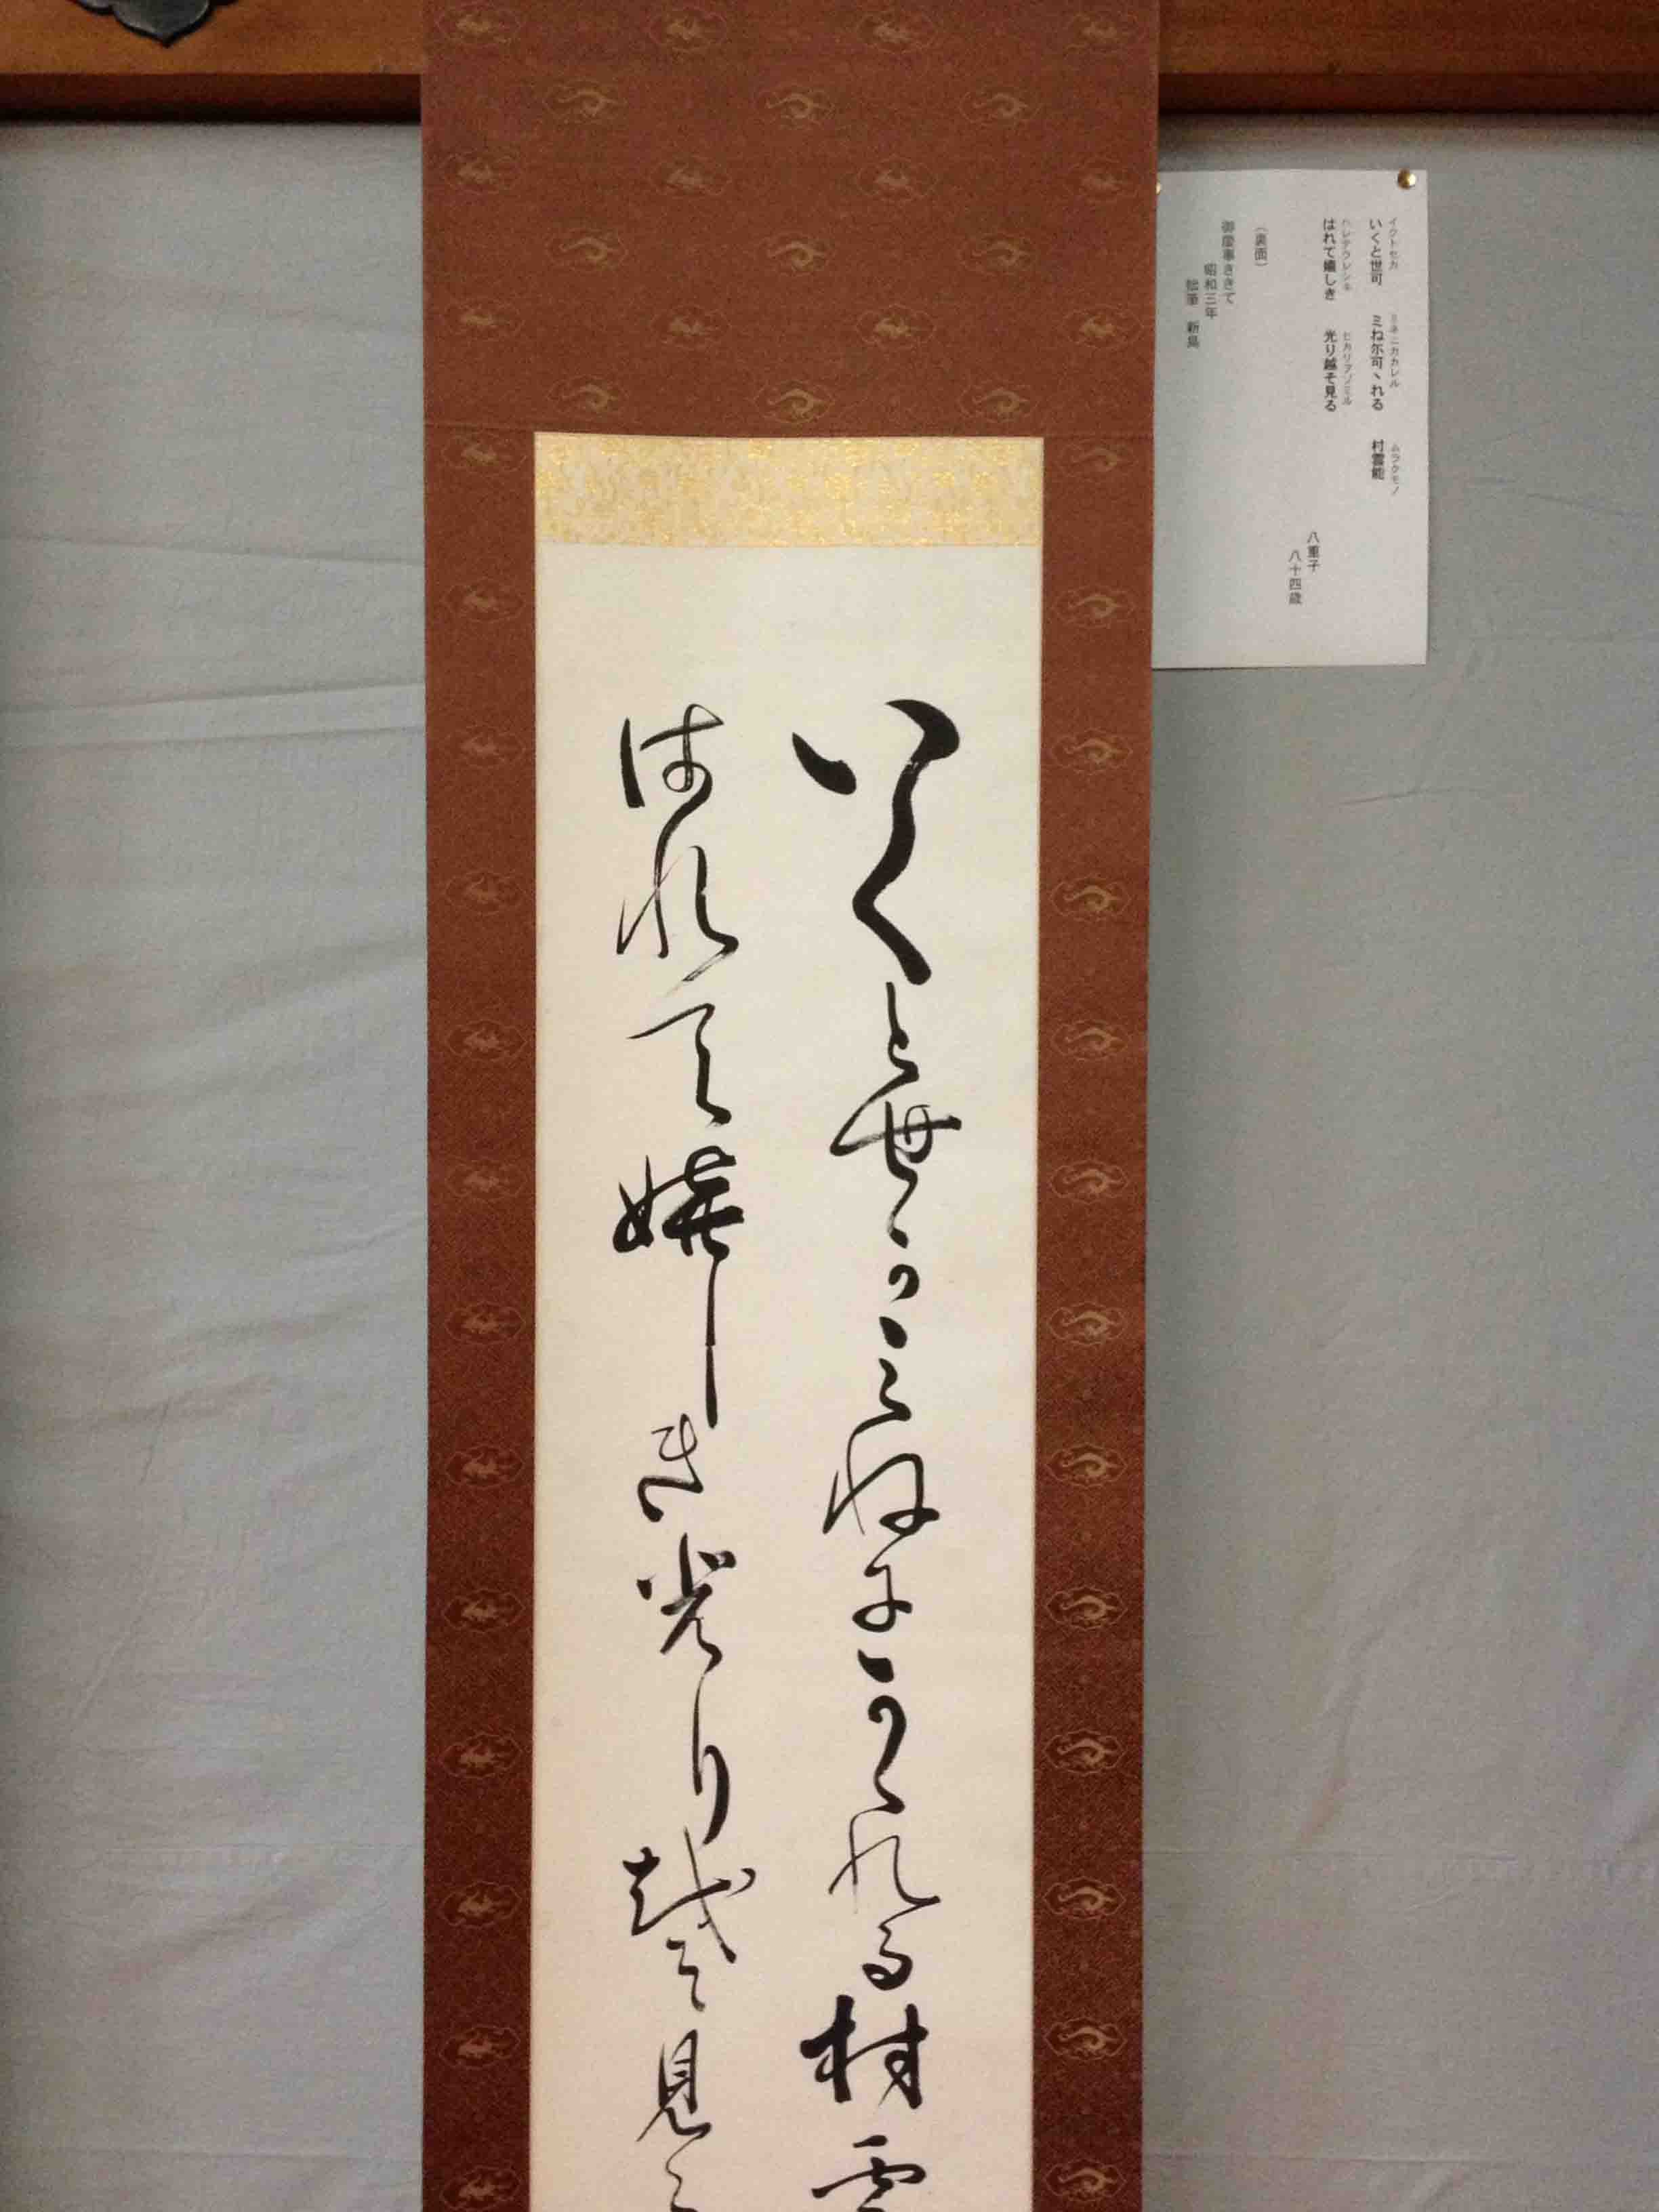 いくと世可ミね尓可ゝれる村雲
はれて嬉しき光り越そ見る
イクトセカ ミネニカカレル ムラクモノ
いくと世可 ミね尓可ヽれる 村雲能
ハレテウレシキ ヒカリヲゾミル
はれて嬉しき 光り越そ見る
八重子
八十四歳
(裏面)
御慶事ききて
昭和三年
拙筆 新島